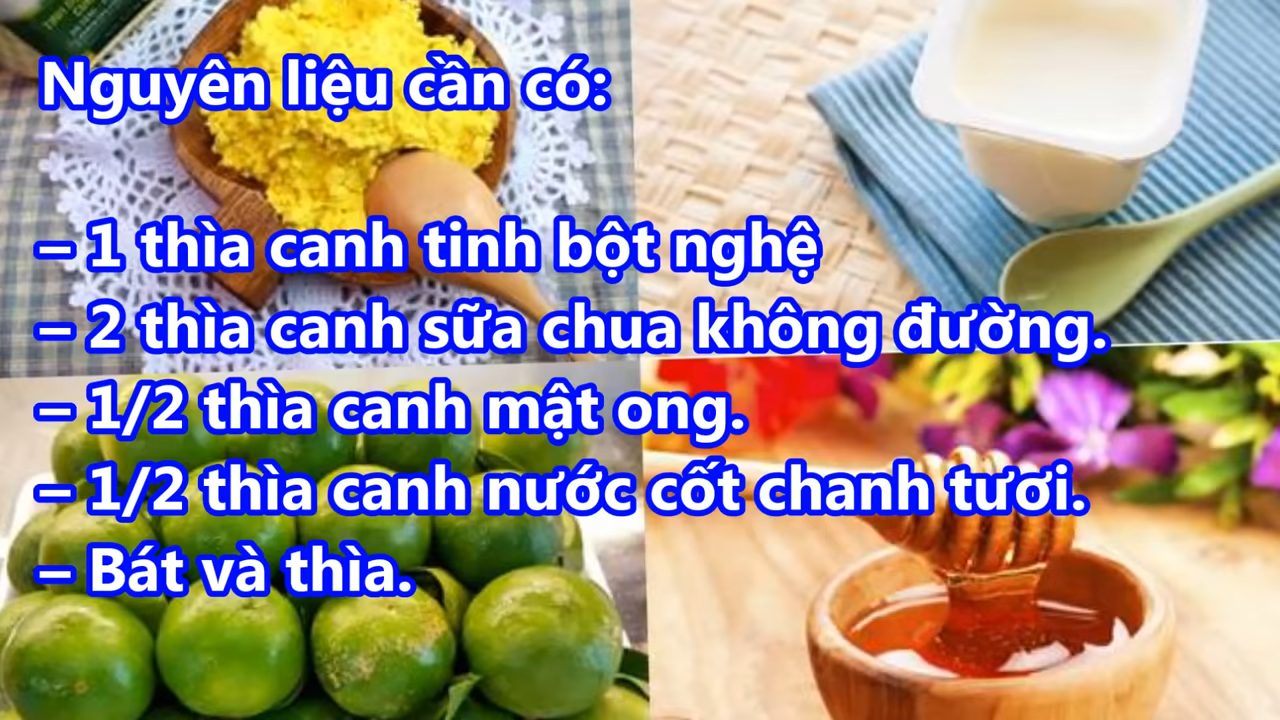 Nguyên liệu cần có:
– 1 thìa canh tinh bột nghệ
– 2 thìa canh sữa chua không đường.
– 1/2 thìa canh mật ong.
– 1/2 thìa canh nước cốt chanh tươi.
– Bát và thìa.